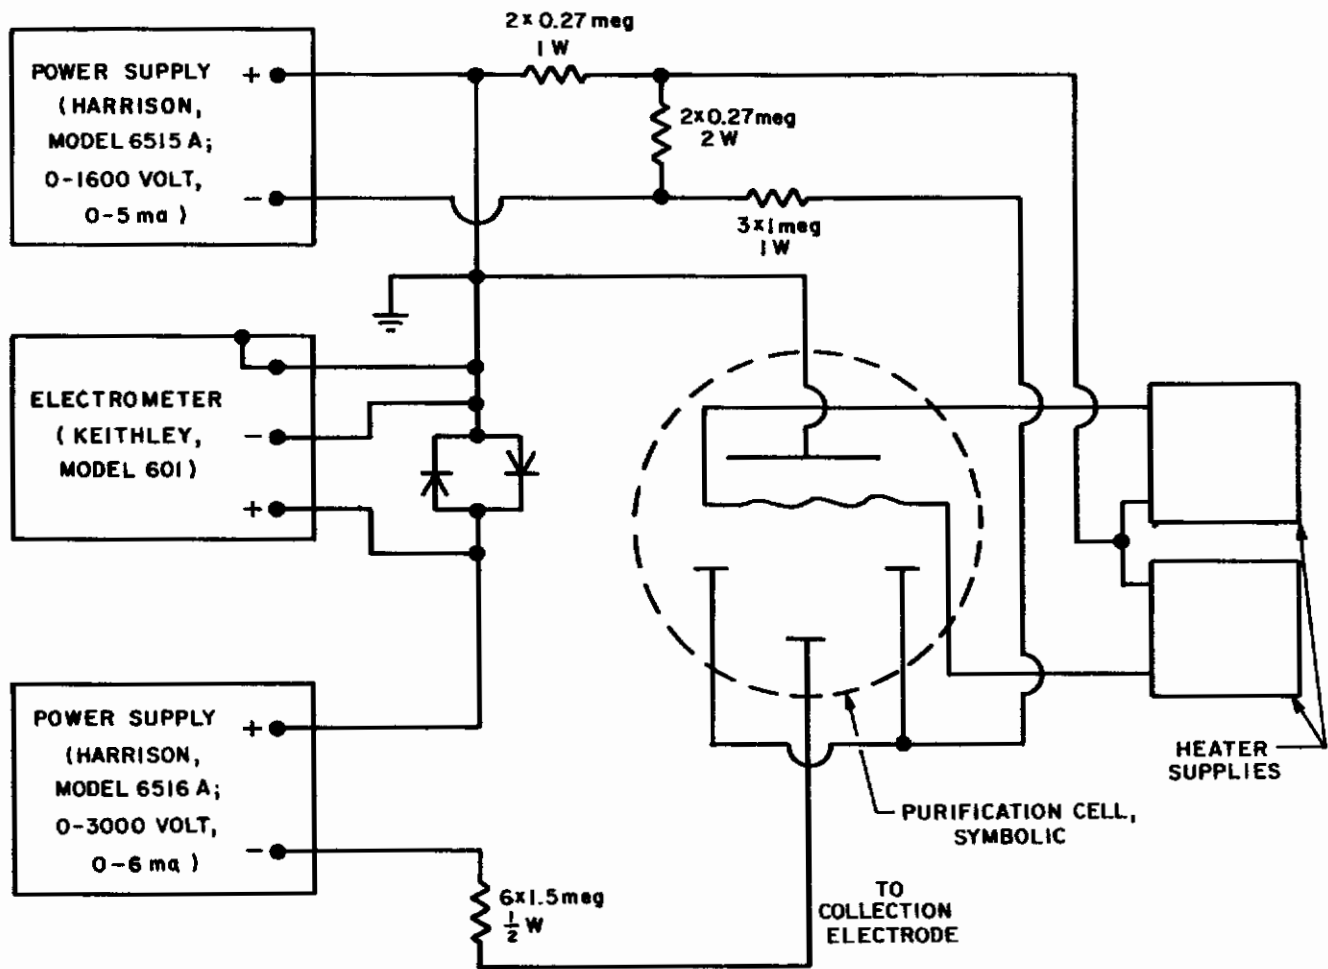 2×0.27 meg
1 W
POWER SUPPLY +
(HARRISON,
MODEL 6515 A;
0-1600 VOLT, -
0-5 ma )
2×0.27 meg
2 W
3×1 meg
1 W
ELECTROMETER
( KEITHLEY, -
MODEL 601)
+
POWER SUPPLY +
(HARRISON,
MODEL 6516 A;
0-3000 VOLT,
0-6 ma ) -
6×1.5 meg
1/2 W
HEATER
SUPPLIES
PURIFICATION CELL,
SYMBOLIC
TO
COLLECTION
ELECTRODE